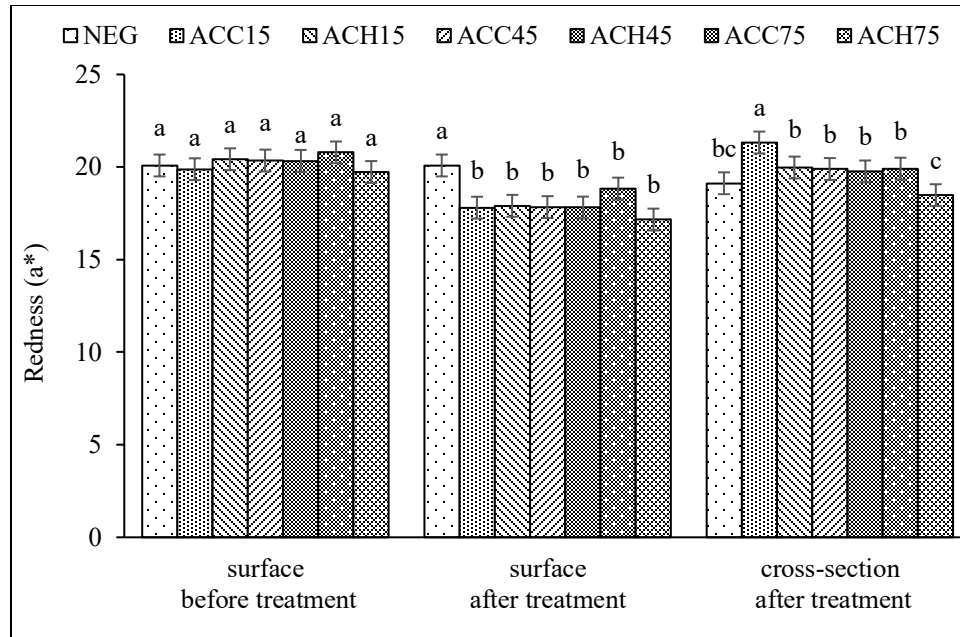 NEG ACC15 ACH15 ACC45 ACH45 ACC75 ACH75
25
20
15
10
5
0
Redness (a*)
a a a a a a a
a b b b b b b
bc a b b b b c
surface
before treatment
surface
after treatment
cross-section
after treatment